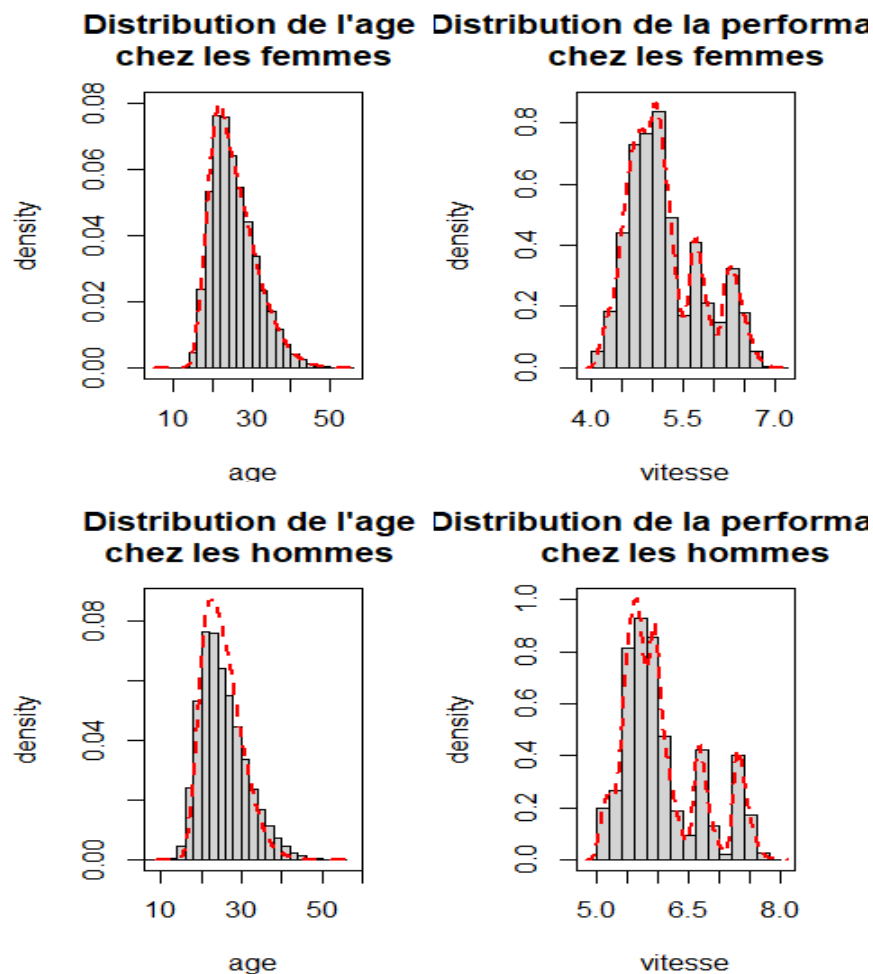 Distribution de l'age
chez les femmes
density
0.00
0.02
0.04
0.06
0.08
10
30
50
age
Distribution de la performa
chez les femmes
density
0.0
0.2
0.4
0.6
0.8
4.0
5.5
7.0
vitesse
Distribution de l'age
chez les hommes
density
0.00
0.04
0.08
10
30
50
age
Distribution de la performa
chez les hommes
density
0.0
0.2
0.4
0.6
0.8
1.0
5.0
6.5
8.0
vitesse